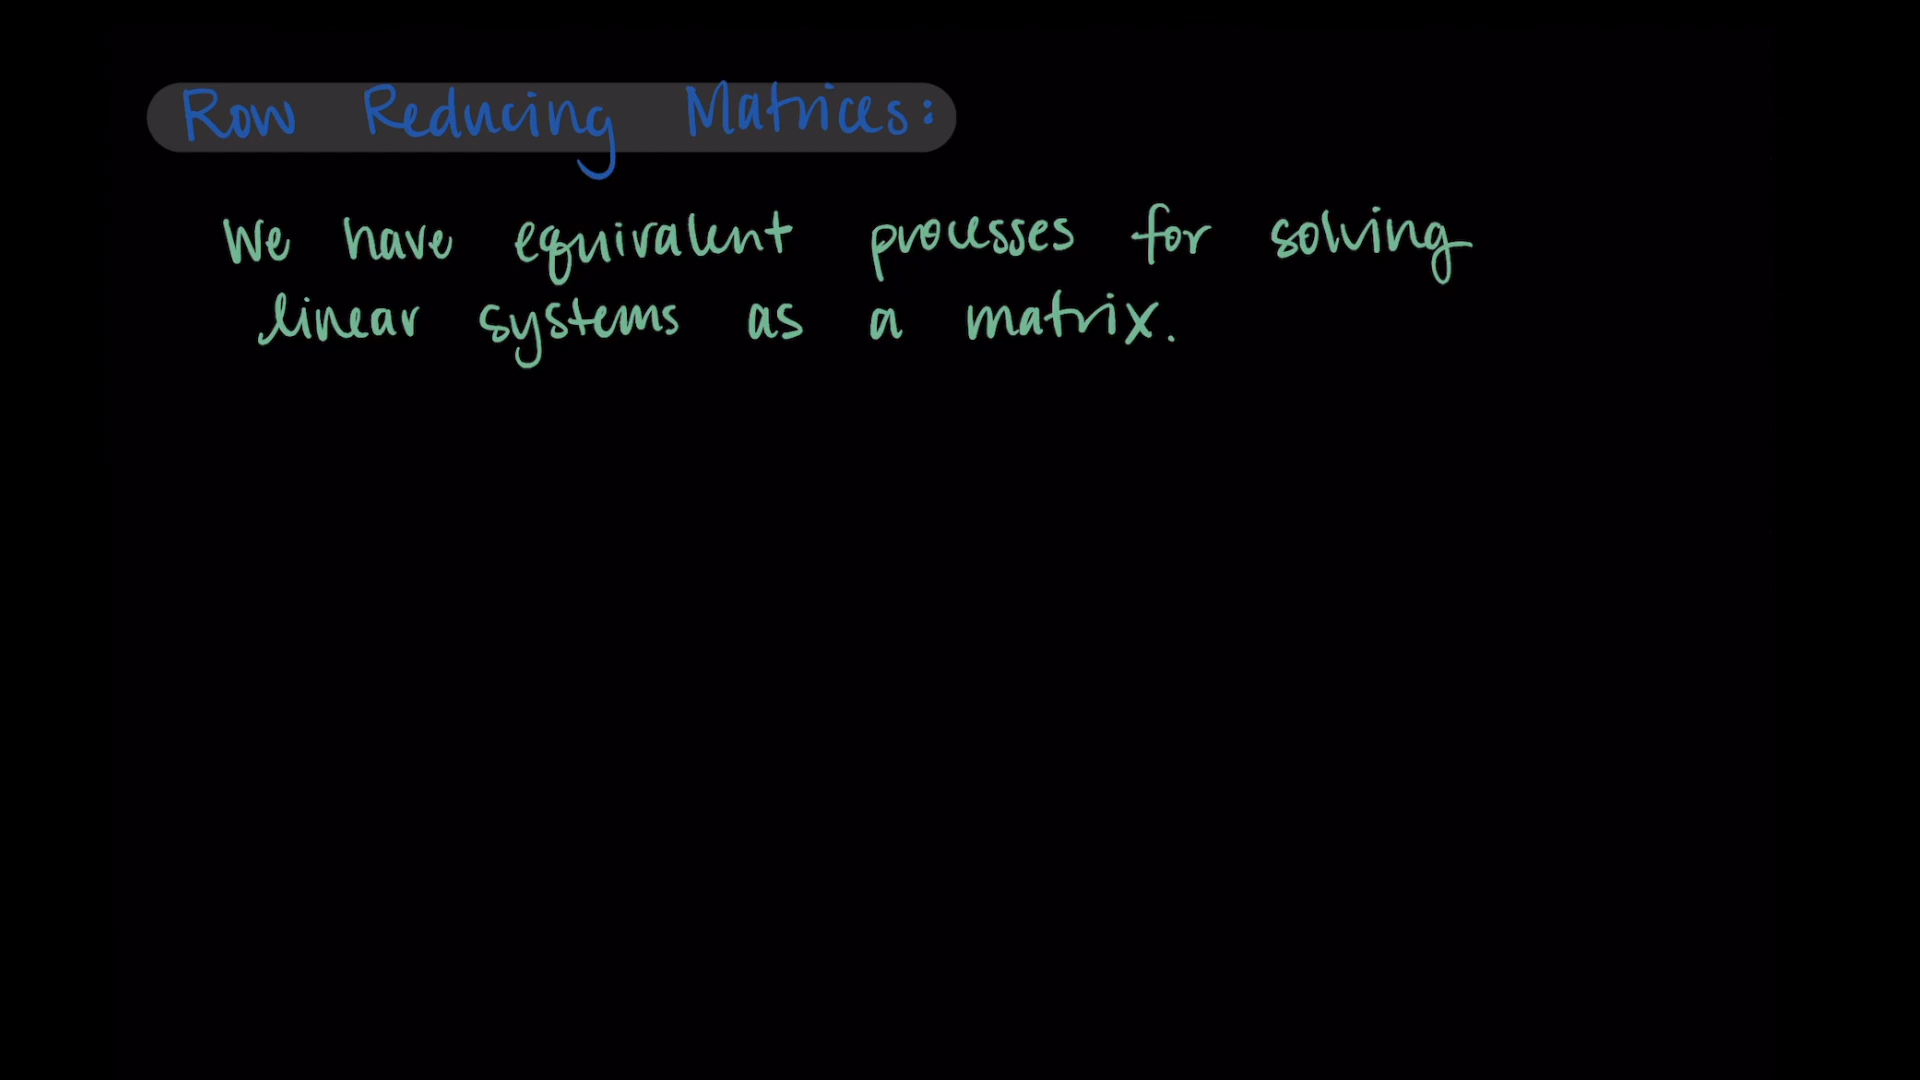 Row Reducing Matrices:
We have equivalent processes for solving
linear systems as a matrix.